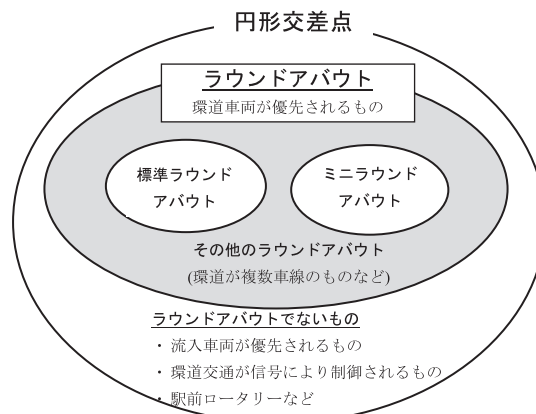 円形交差点
ラウンドアバウト
環道車両が優先されるもの
標準ラウンド
アバウト
ミニラウンド
アバウト
その他のラウンドアバウト
(環道が複数車線のものなど)
ラウンドアバウトでないもの
・流入車両が優先されるもの
・環道交通が信号により制御されるもの
・駅前ロータリーなど